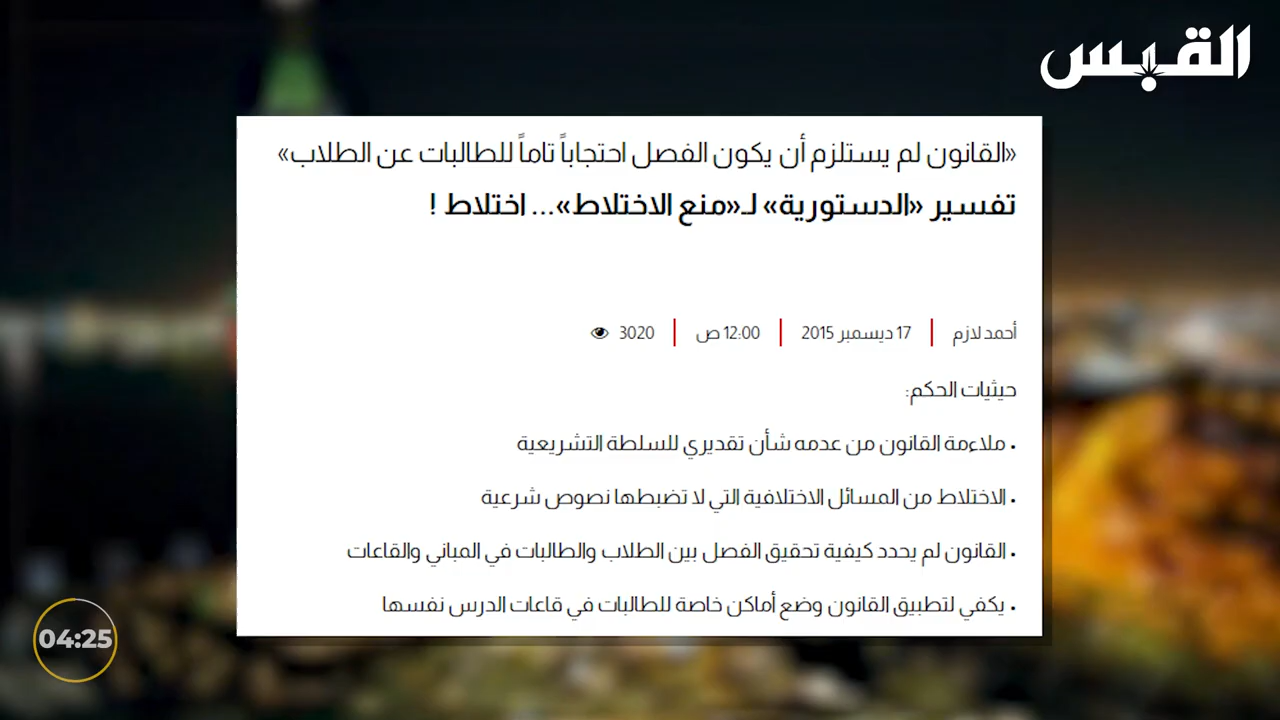 القبس
«القانون لم يستلزم أن يكون الفصل احتجاباً تاماً للطالبات عن الطلاب»
تفسير «الدستورية» لـ«منع الاختلاط»... اختلاط !
أحمد لازم | 17 ديسمبر 2015 | 12:00 ص | 3020
حيثيات الحكم:
• ملاءمة القانون من عدمه شأن تقديري للسلطة التشريعية
• الاختلاط من المسائل الاختلافية التي لا تضبطها نصوص شرعية
• القانون لم يحدد كيفية تحقيق الفصل بين الطلاب والطالبات في المباني والقاعات
• يكفي لتطبيق القانون وضع أماكن خاصة للطالبات في قاعات الدرس نفسها
04:25